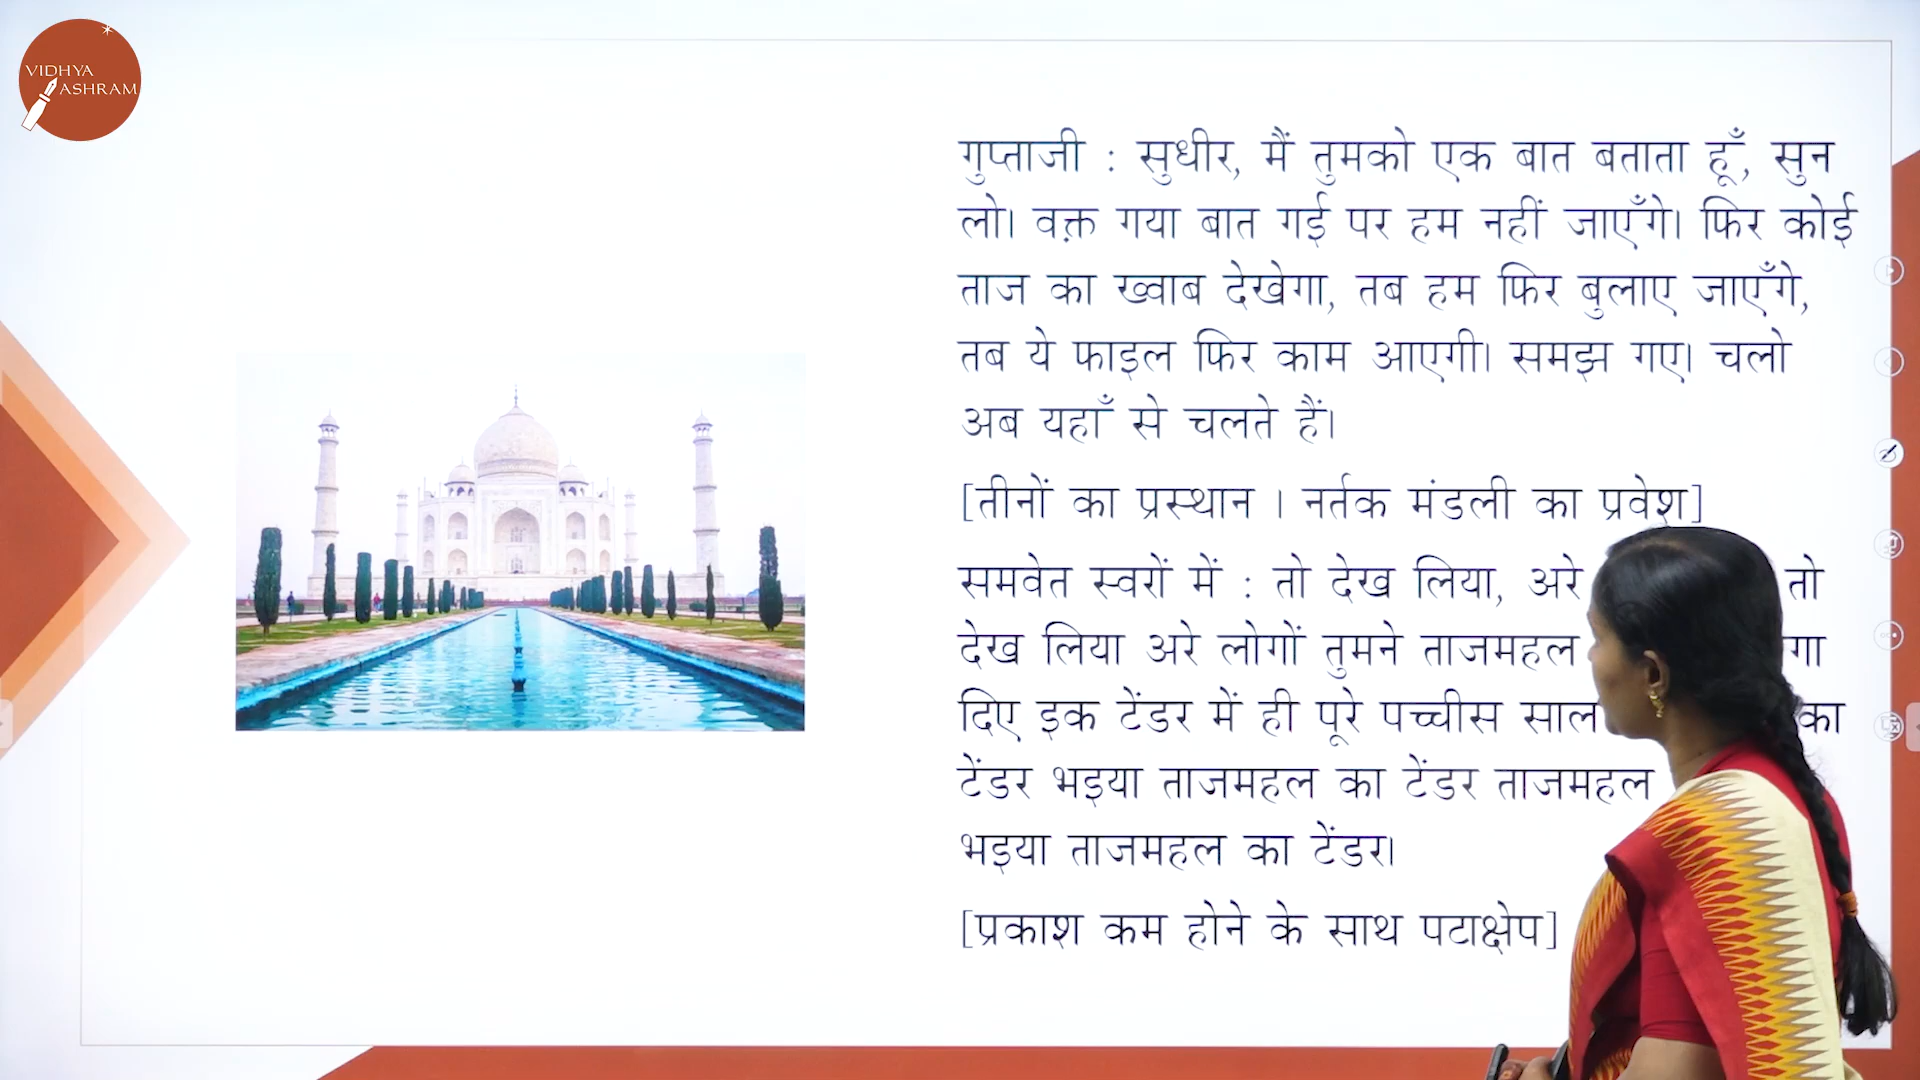 VIDHYA
ASHRAM
गुप्ताजी : सुधीर, मैं तुमको एक बात बताता हूँ, सुन
लो। वक़्त गया बात गई पर हम नहीं जाएँगे। फिर कोई
ताज का ख्वाब देखेगा, तब हम फिर बुलाए जाएँगे,
तब ये फाइल फिर काम आएगी। समझ गए। चलो
अब यहाँ से चलते हैं।
[तीनों का प्रस्थान । नर्तक मंडली का प्रवेश]
समवेत स्वरों में : तो देख लिया, अरे तो
देख लिया अरे लोगों तुमने ताजमहल
दिए इक टेंडर में ही पूरे पच्चीस साल का
टेंडर भइया ताजमहल का टेंडर ताजमहल
भइया ताजमहल का टेंडर।
[प्रकाश कम होने के साथ पटाक्षेप]